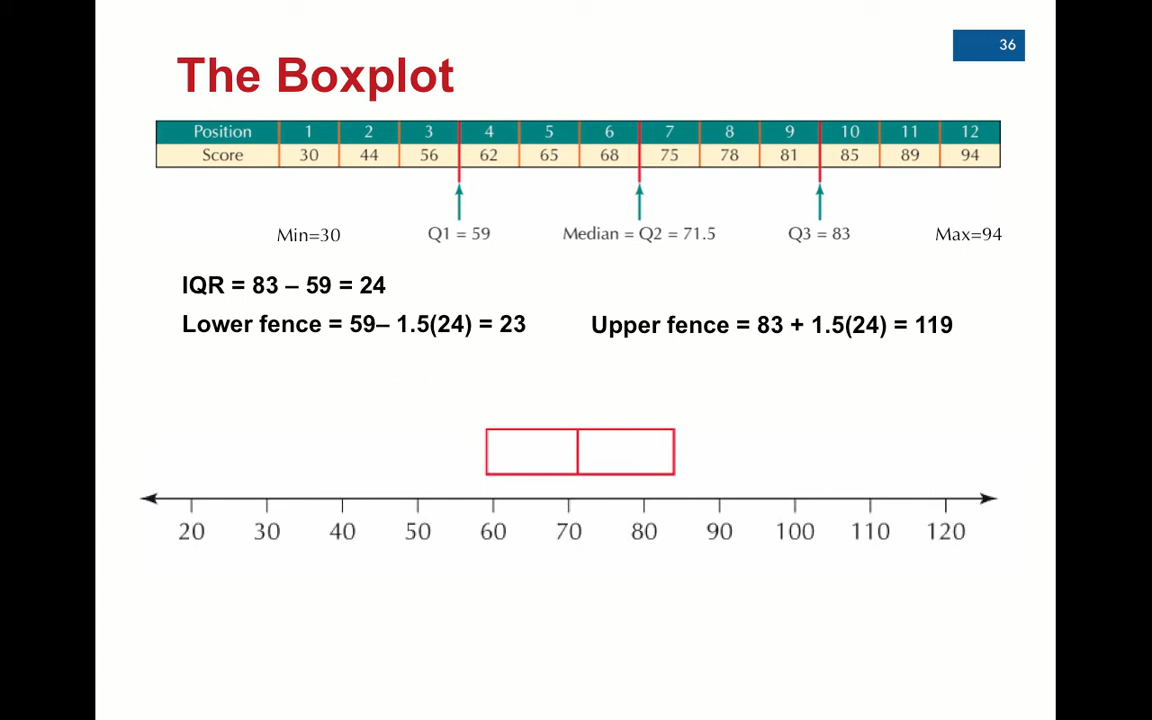 36
The Boxplot
Position 1 2 3 4 5 6 7 8 9 10 11 12
Score 30 44 56 62 65 68 75 78 81 85 89 94
Min=30 Q1 = 59 Median = Q2 = 71.5 Q3 = 83 Max=94
IQR = 83 – 59 = 24
Lower fence = 59– 1.5(24) = 23 Upper fence = 83 + 1.5(24) = 119
20 30 40 50 60 70 80 90 100 110 120